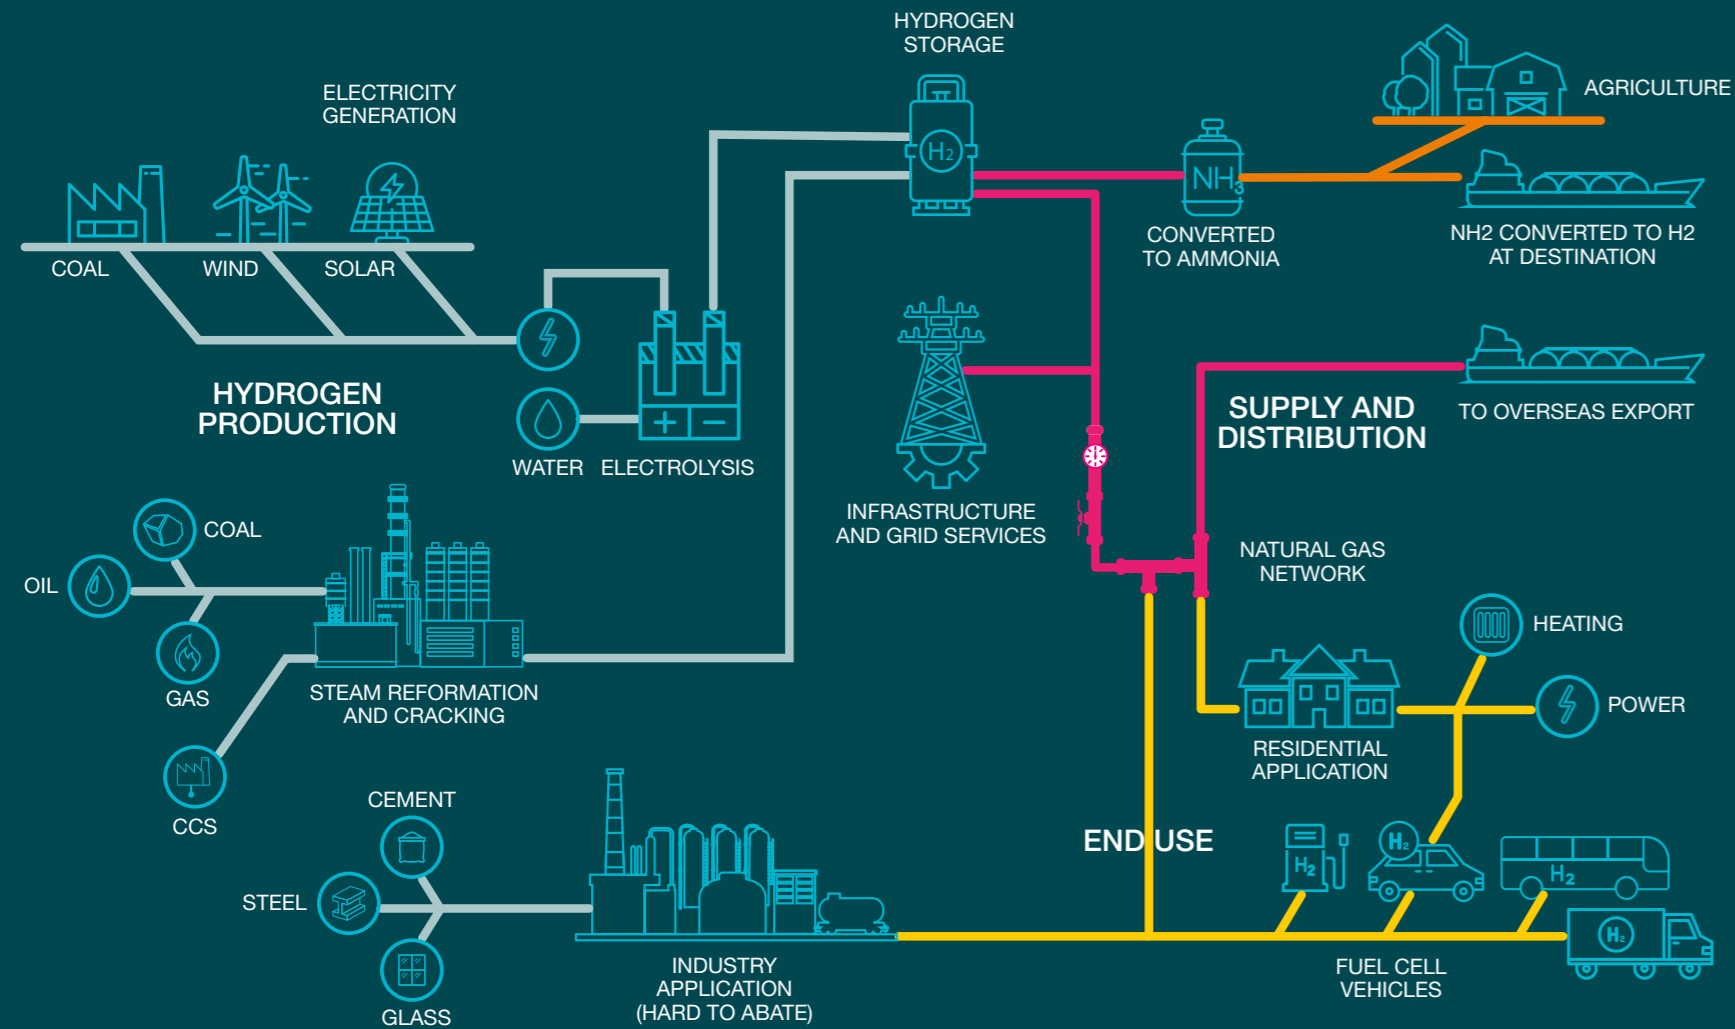 HYDROGEN
STORAGE
H2
ELECTRICITY
GENERATION
AGRICULTURE
NH3
COAL
WIND
SOLAR
CONVERTED
TO AMMONIA
NH2 CONVERTED TO H2
AT DESTINATION
HYDROGEN
PRODUCTION
WATER
ELECTROLYSIS
+ −
SUPPLY AND
DISTRIBUTION
TO OVERSEAS EXPORT
INFRASTRUCTURE
AND GRID SERVICES
COAL
OIL
GAS
NATURAL GAS
NETWORK
STEAM REFORMATION
AND CRACKING
CCS
HEATING
POWER
RESIDENTIAL
APPLICATION
CEMENT
STEEL
GLASS
END USE
H2
H2
H2
H2
INDUSTRY
APPLICATION
(HARD TO ABATE)
FUEL CELL
VEHICLES